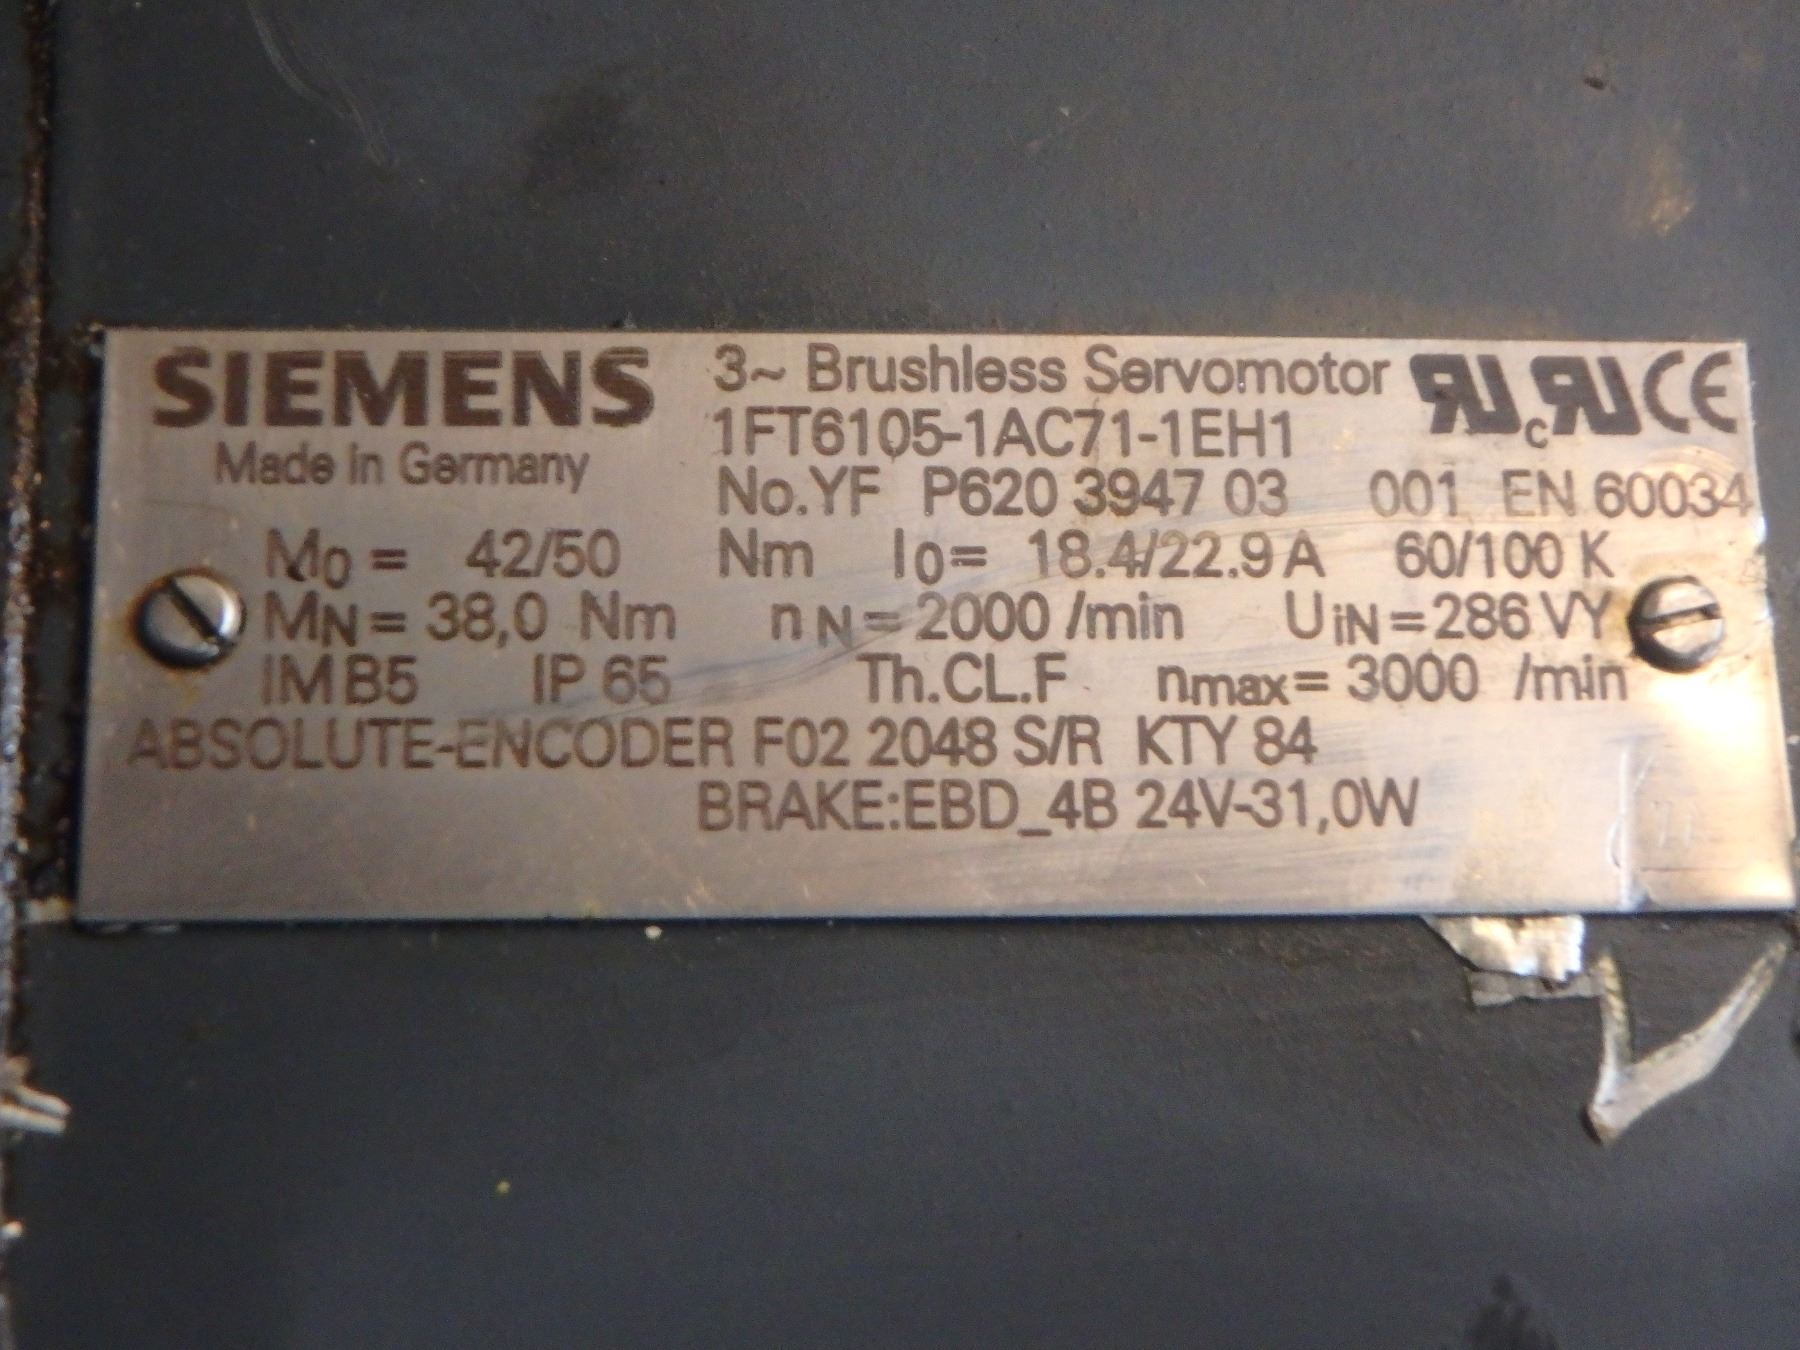 SIEMENS 3~ Brushless Servomotor RU c RU CE
1FT6105-1AC71-1EH1
Made in Germany
No.YF P620 3947 03 001 EN 60034
M0 = 42/50 Nm I0= 18.4/22.9 A 60/100 K
MN = 38,0 Nm nN = 2000 /min UiN =286 VY
IM B5 IP 65 Th.CL.F nmax= 3000 /min
ABSOLUTE-ENCODER F02 2048 S/R KTY 84
BRAKE:EBD_4B 24V-31,0W